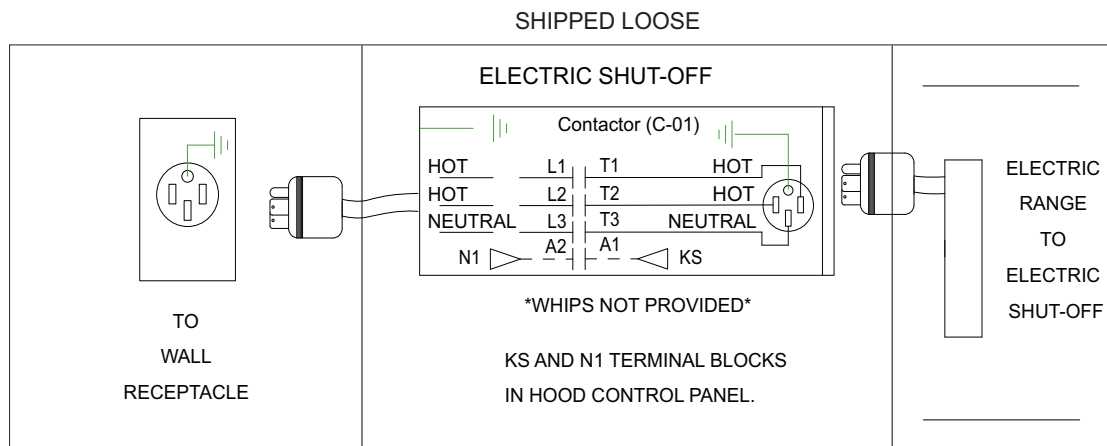 SHIPPED LOOSE
TO
WALL
RECEPTACLE
ELECTRIC SHUT-OFF
Contactor (C-01)
HOT L1 T1 HOT
HOT L2 T2 HOT
NEUTRAL L3 T3 NEUTRAL
N1 A2 A1 KS
*WHIPS NOT PROVIDED*
KS AND N1 TERMINAL BLOCKS
IN HOOD CONTROL PANEL.
ELECTRIC
RANGE
TO
ELECTRIC
SHUT-OFF